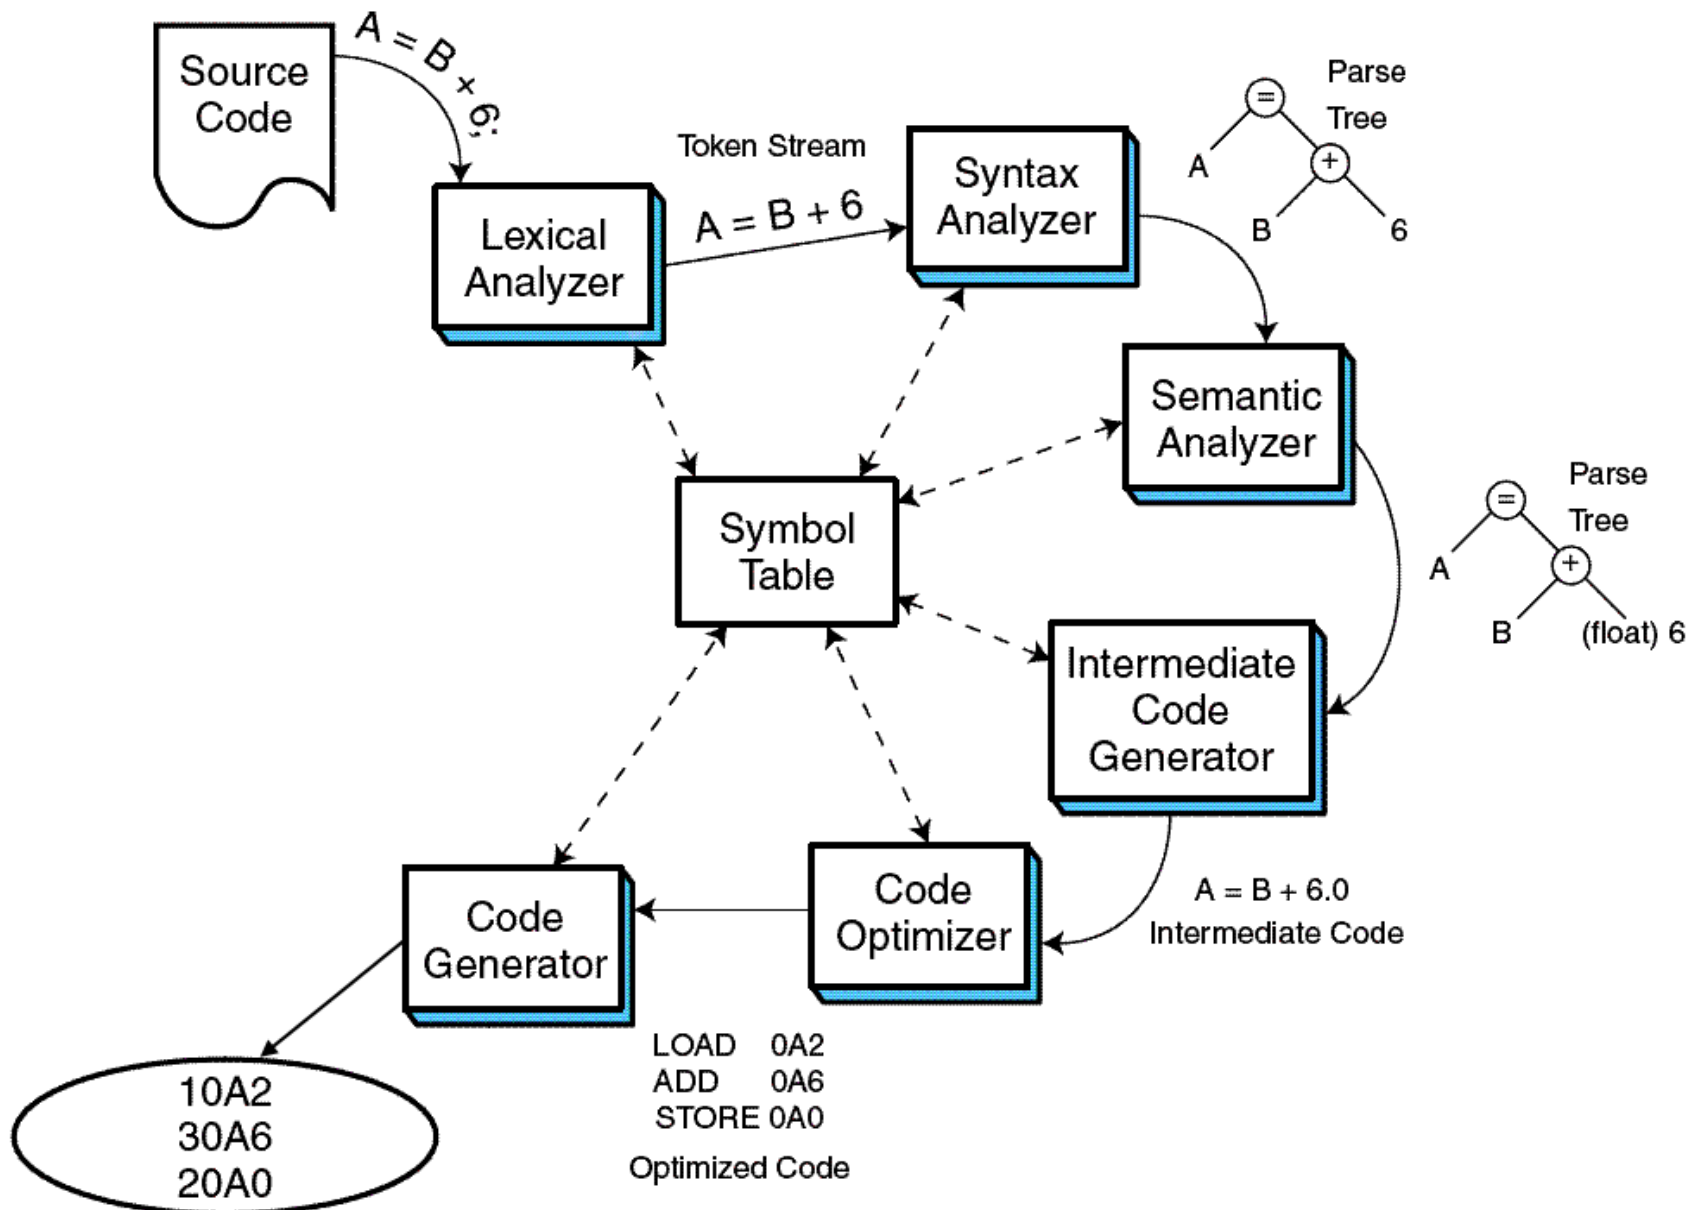 Source
Code
A = B + 6;
Lexical
Analyzer
Token Stream
A = B + 6
Syntax
Analyzer
Parse
Tree
=
A
+
B
6
Semantic
Analyzer
Parse
Tree
=
A
+
B
(float) 6
Symbol
Table
Intermediate
Code
Generator
A = B + 6.0
Intermediate Code
Code
Optimizer
Code
Generator
LOAD 0A2
ADD 0A6
STORE 0A0
Optimized Code
10A2
30A6
20A0